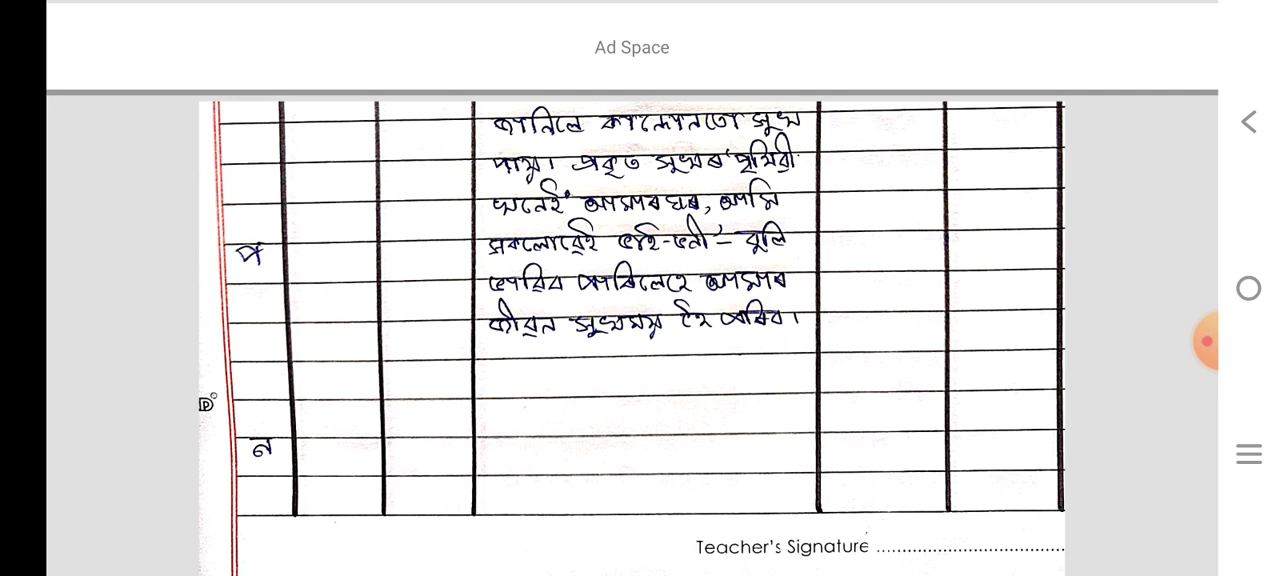 Ad Space
জানিলে কান্দোনতো সুখ
পায়। প্ৰকৃত সুখৰ 'পৃথিৱী
খনেই আমাৰ ঘৰ, আমি
সকলোৱেই ভাই-ভনী' – বুলি
ভাবিব পাৰিলেহে আমাৰ
জীৱন সুখময় হৈ পৰিব।
প
ন
Teacher's Signature